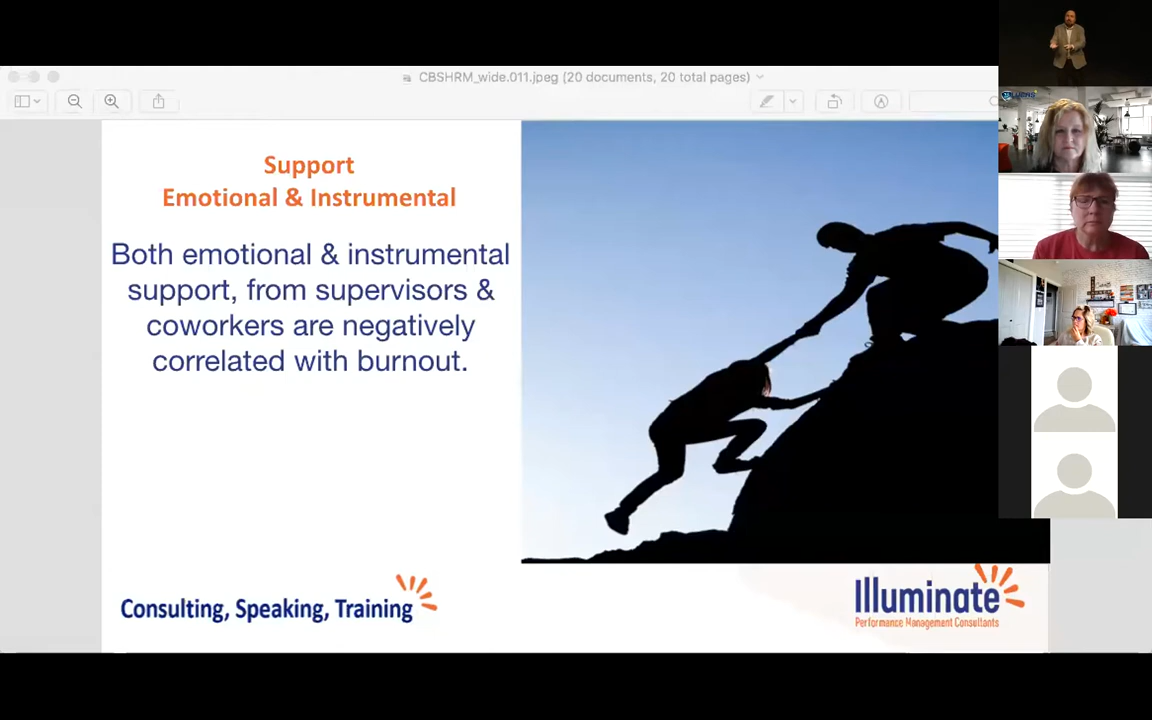 CBSHRM_wide.011.jpeg (20 documents, 20 total pages)
Support
Emotional & Instrumental
Both emotional & instrumental
support, from supervisors &
coworkers are negatively
correlated with burnout.
Consulting, Speaking, Training
Illuminate
Performance Management Consultants